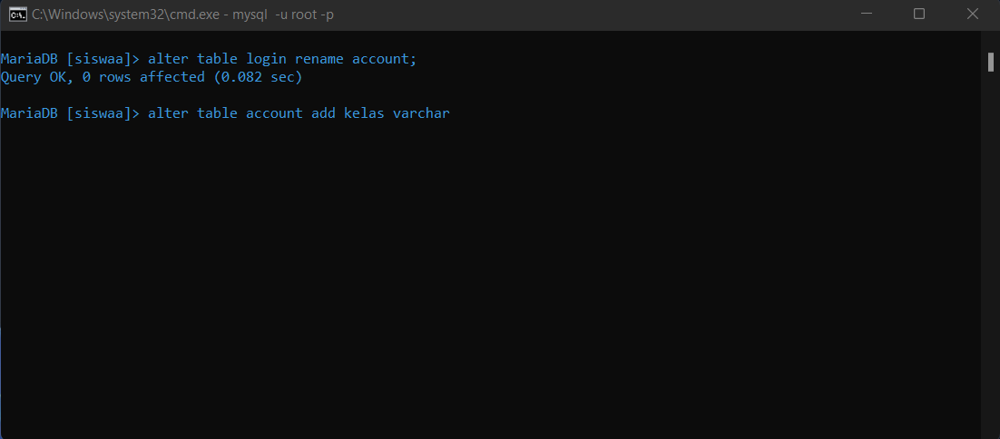 C:\Windows\system32\cmd.exe - mysql  -u root -p
MariaDB [siswaa]> alter table login rename account;
Query OK, 0 rows affected (0.082 sec)
MariaDB [siswaa]> alter table account add kelas varchar